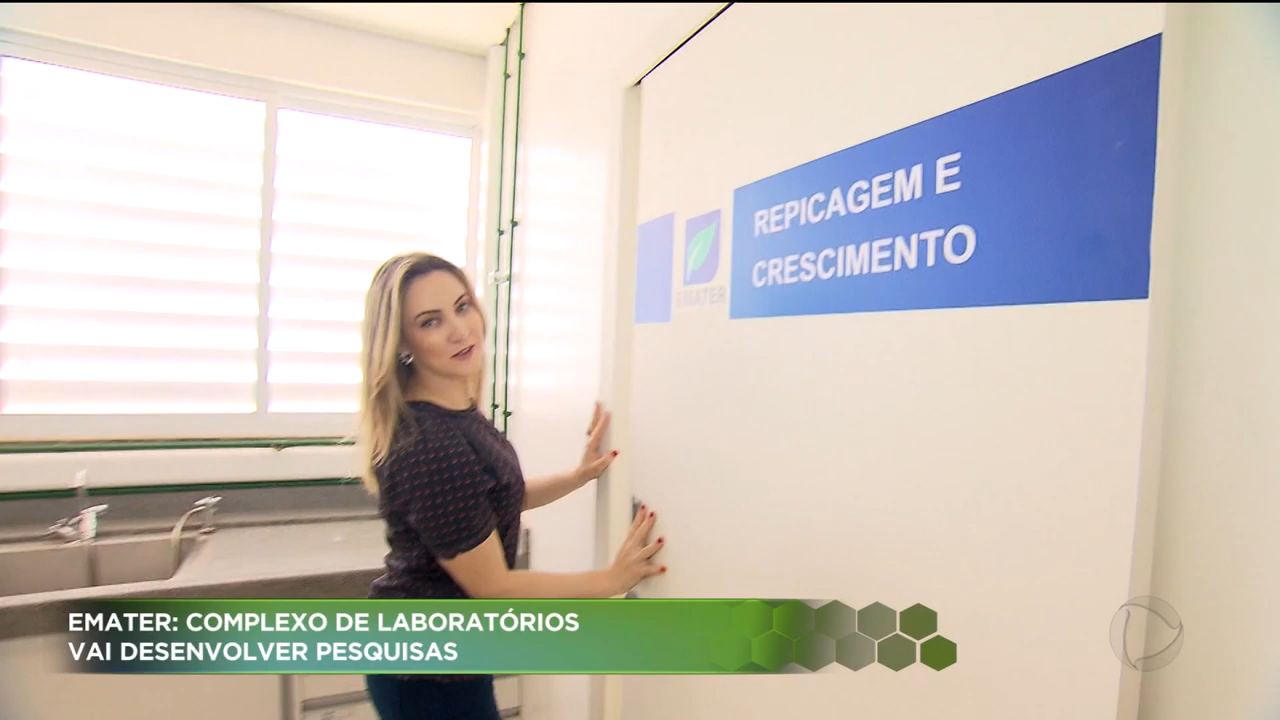 REPICAGEM E
CRESCIMENTO
EMATER
EMATER: COMPLEXO DE LABORATÓRIOS
VAI DESENVOLVER PESQUISAS